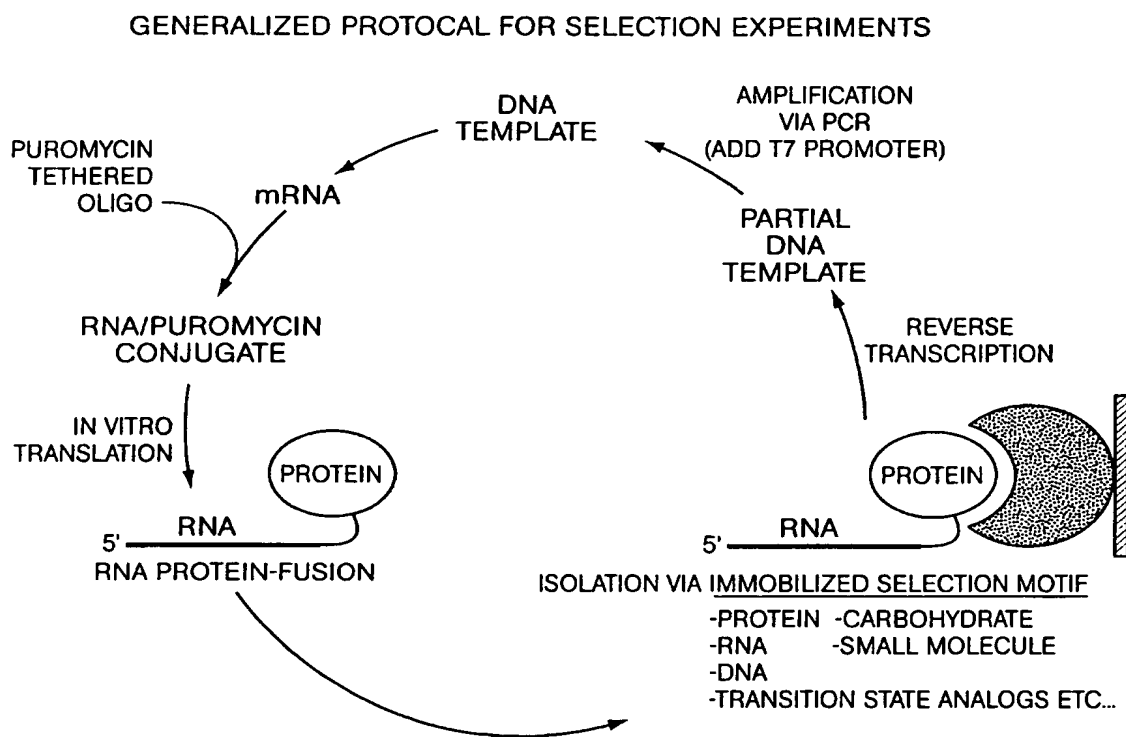 GENERALIZED PROTOCAL FOR SELECTION EXPERIMENTS
DNA
TEMPLATE
AMPLIFICATION
VIA PCR
(ADD T7 PROMOTER)
PUROMYCIN
TETHERED
OLIGO
mRNA
PARTIAL
DNA
TEMPLATE
RNA/PUROMYCIN
CONJUGATE
REVERSE
TRANSCRIPTION
IN VITRO
TRANSLATION
PROTEIN
RNA
5'
RNA PROTEIN-FUSION
PROTEIN
RNA
5'
ISOLATION VIA IMMOBILIZED SELECTION MOTIF
-PROTEIN -CARBOHYDRATE
-RNA -SMALL MOLECULE
-DNA
-TRANSITION STATE ANALOGS ETC...